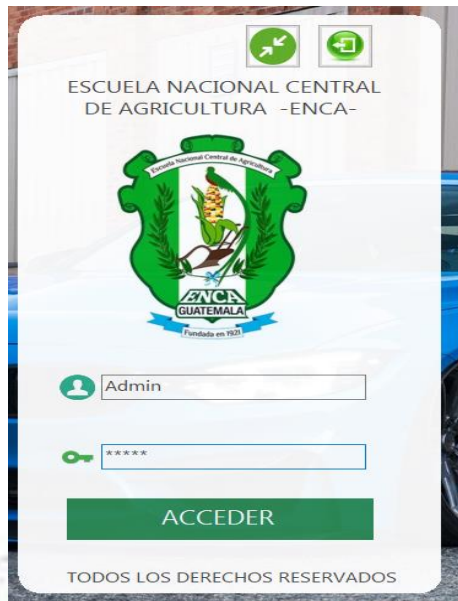 ESCUELA NACIONAL CENTRAL
DE AGRICULTURA -ENCA-
Escuela Nacional Central de Agricultura
ENCA
GUATEMALA
Fundada en 1921
Admin
*****
ACCEDER
TODOS LOS DERECHOS RESERVADOS